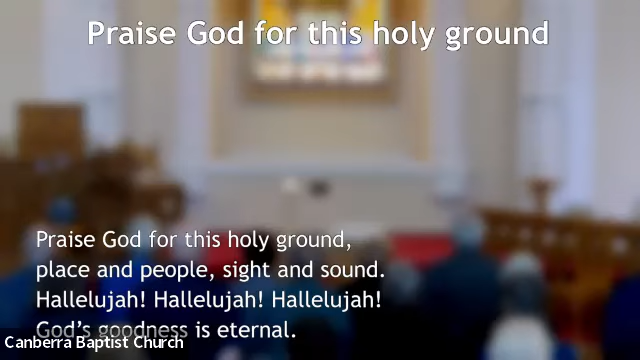 Praise God for this holy ground
Praise God for this holy ground,
place and people, sight and sound.
Hallelujah! Hallelujah! Hallelujah!
God's goodness is eternal.
Canberra Baptist Church